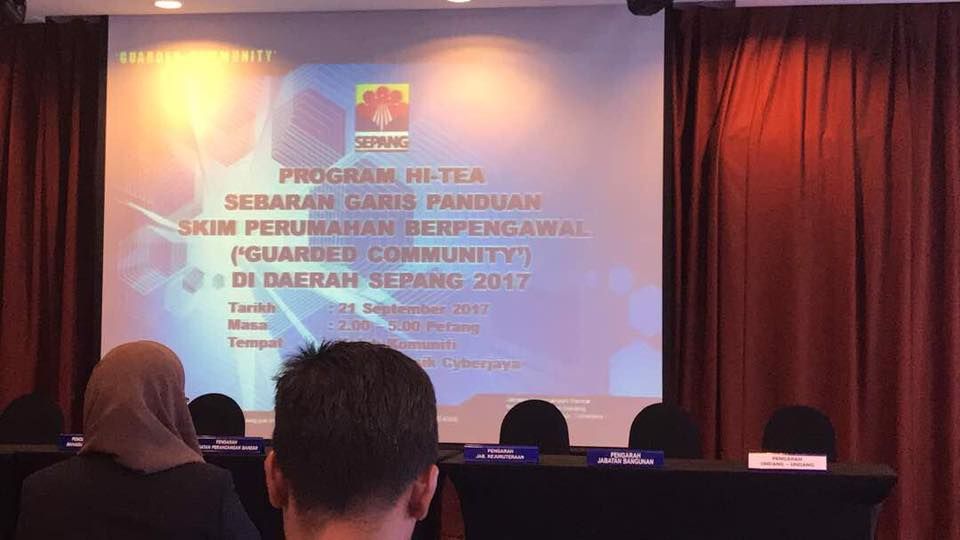 'GUARDED COMMUNITY'
SEPANG
PROGRAM HI-TEA
SEBARAN GARIS PANDUAN
SKIM PERUMAHAN BERPENGAWAL
('GUARDED COMMUNITY')
DI DAERAH SEPANG 2017
Tarikh : 21 September 2017
Masa : 2.00 – 5.00 Petang
Tempat Komuniti
Cyberjaya
PENGARAH
JABATAN PERANCANGAN BANDAR
PENGARAH
JAB. KEJURUTERAAN
PENGARAH
JABATAN BANGUNAN
PENGARAH
UNDANG – UNDANG